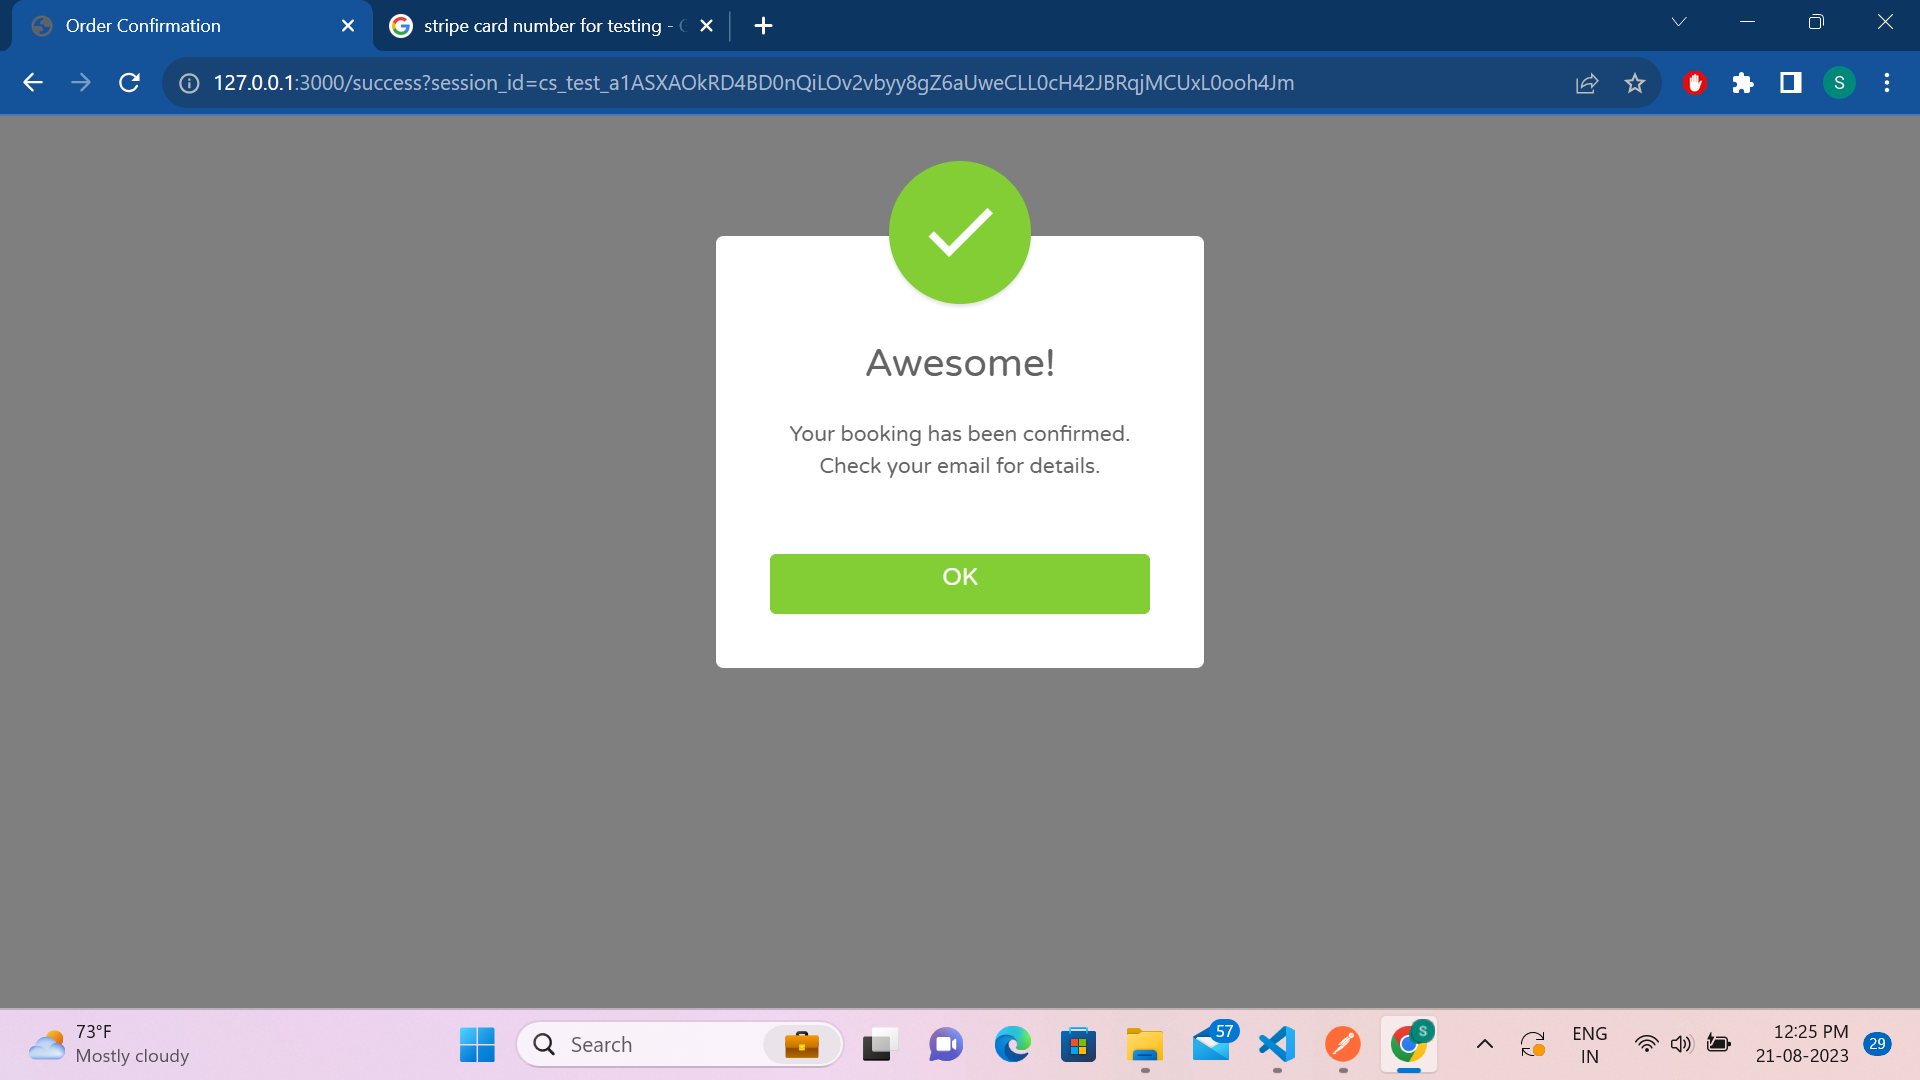 Order Confirmation
stripe card number for testing -
127.0.0.1:3000/success?session_id=cs_test_a1ASXAOkRD4BD0nQiLOv2vbyy8gZ6aUweCLL0cH42JBRqjMCUxL0ooh4Jm
S
Awesome!
Your booking has been confirmed.
Check your email for details.
OK
73°F
Mostly cloudy
Search
57
S
ENG
IN
12:25 PM
21-08-2023
29